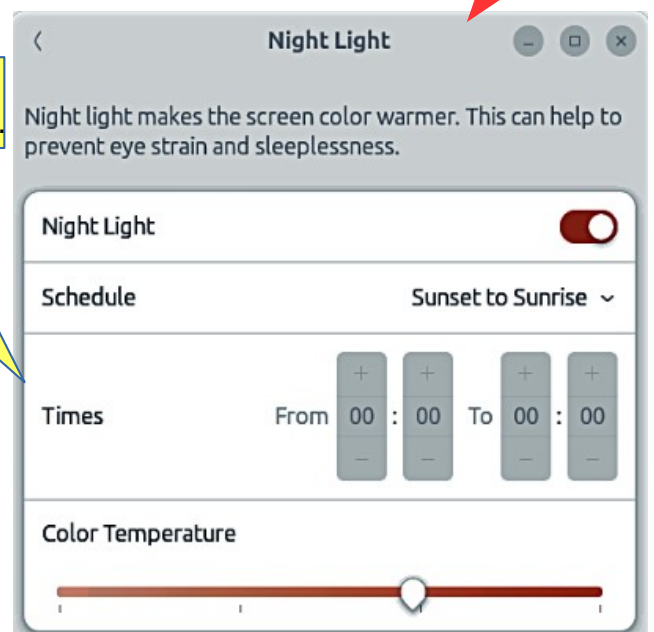 Night Light
Night light makes the screen color warmer. This can help to
prevent eye strain and sleeplessness.
Night Light
Schedule Sunset to Sunrise
Times From 00 : 00 To 00 : 00
Color Temperature